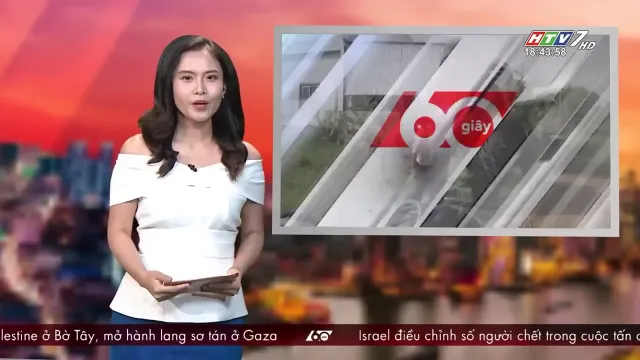 HTV7 HD
18:43:58
60 giây
lestine ở Bờ Tây, mở hành lang sơ tán ở Gaza 60 Israel điều chỉnh số người chết trong cuộc tấn